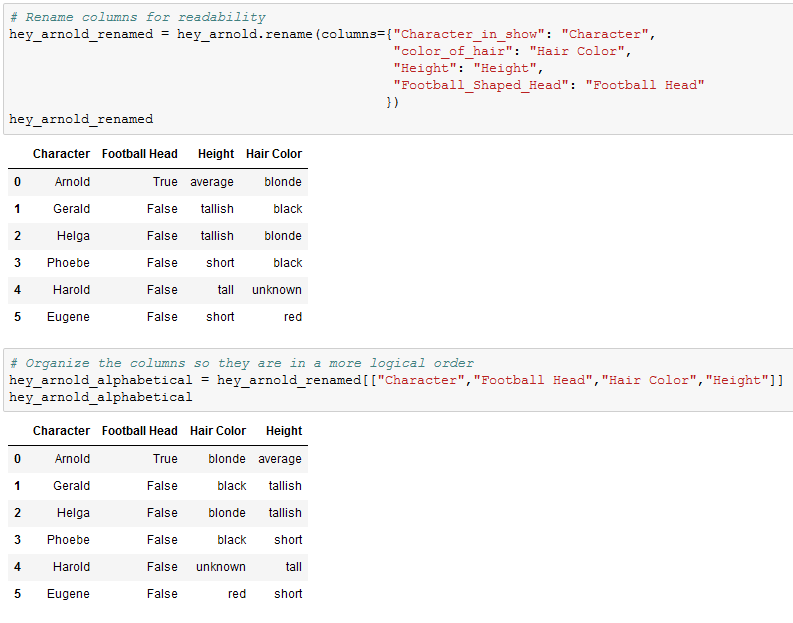 # Rename columns for readability
hey_arnold_renamed = hey_arnold.rename(columns={"Character_in_show": "Character",
"color_of_hair": "Hair Color",
"Height": "Height",
"Football_Shaped_Head": "Football Head"
})
hey_arnold_renamed
Character Football Head Height Hair Color
0 Arnold True average blonde
1 Gerald False tallish black
2 Helga False tallish blonde
3 Phoebe False short black
4 Harold False tall unknown
5 Eugene False short red
# Organize the columns so they are in a more logical order
hey_arnold_alphabetical = hey_arnold_renamed[["Character","Football Head","Hair Color","Height"]]
hey_arnold_alphabetical
Character Football Head Hair Color Height
0 Arnold True blonde average
1 Gerald False black tallish
2 Helga False blonde tallish
3 Phoebe False black short
4 Harold False unknown tall
5 Eugene False red short